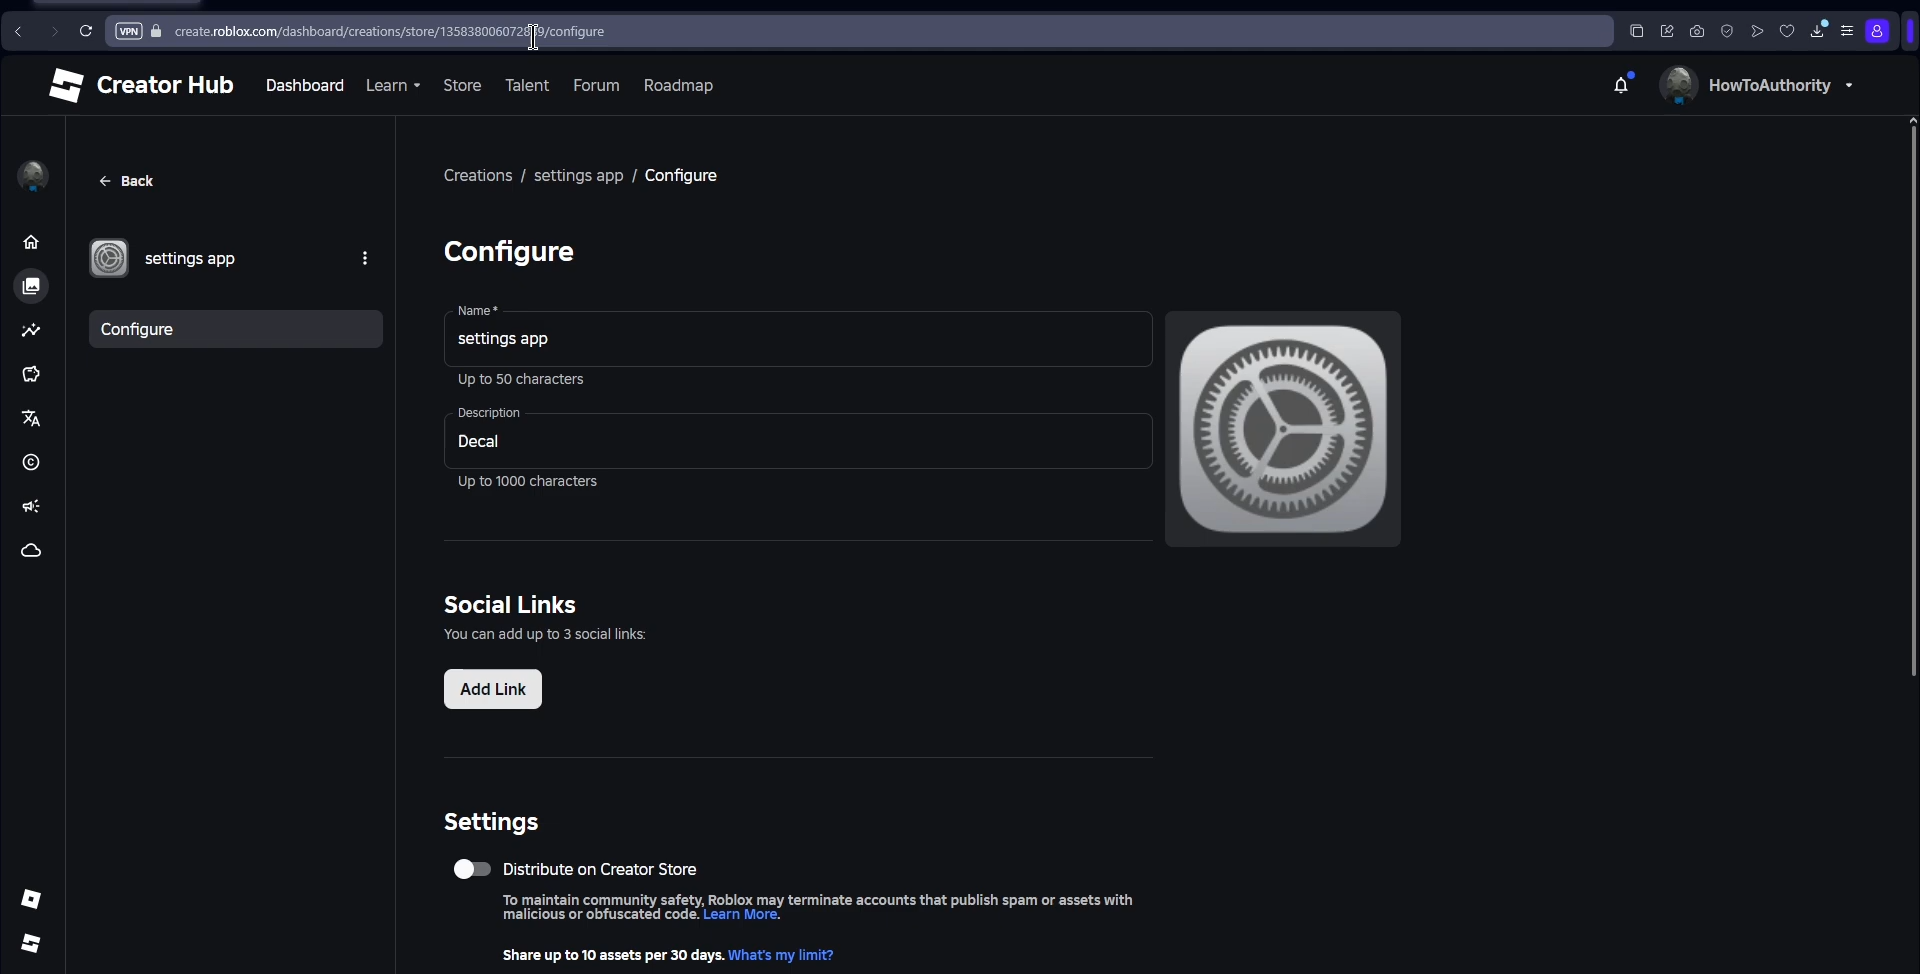 VPN create.roblox.com/dashboard/creations/store/135838006072 9/configure
Creator Hub Dashboard Learn Store Talent Forum Roadmap HowToAuthority
Back
settings app
Configure
Creations / settings app / Configure
Configure
Name *
settings app
Up to 50 characters
Description
Decal
Up to 1000 characters
Social Links
You can add up to 3 social links:
Add Link
Settings
Distribute on Creator Store
To maintain community safety, Roblox may terminate accounts that publish spam or assets with
malicious or obfuscated code. Learn More.
Share up to 10 assets per 30 days. What's my limit?